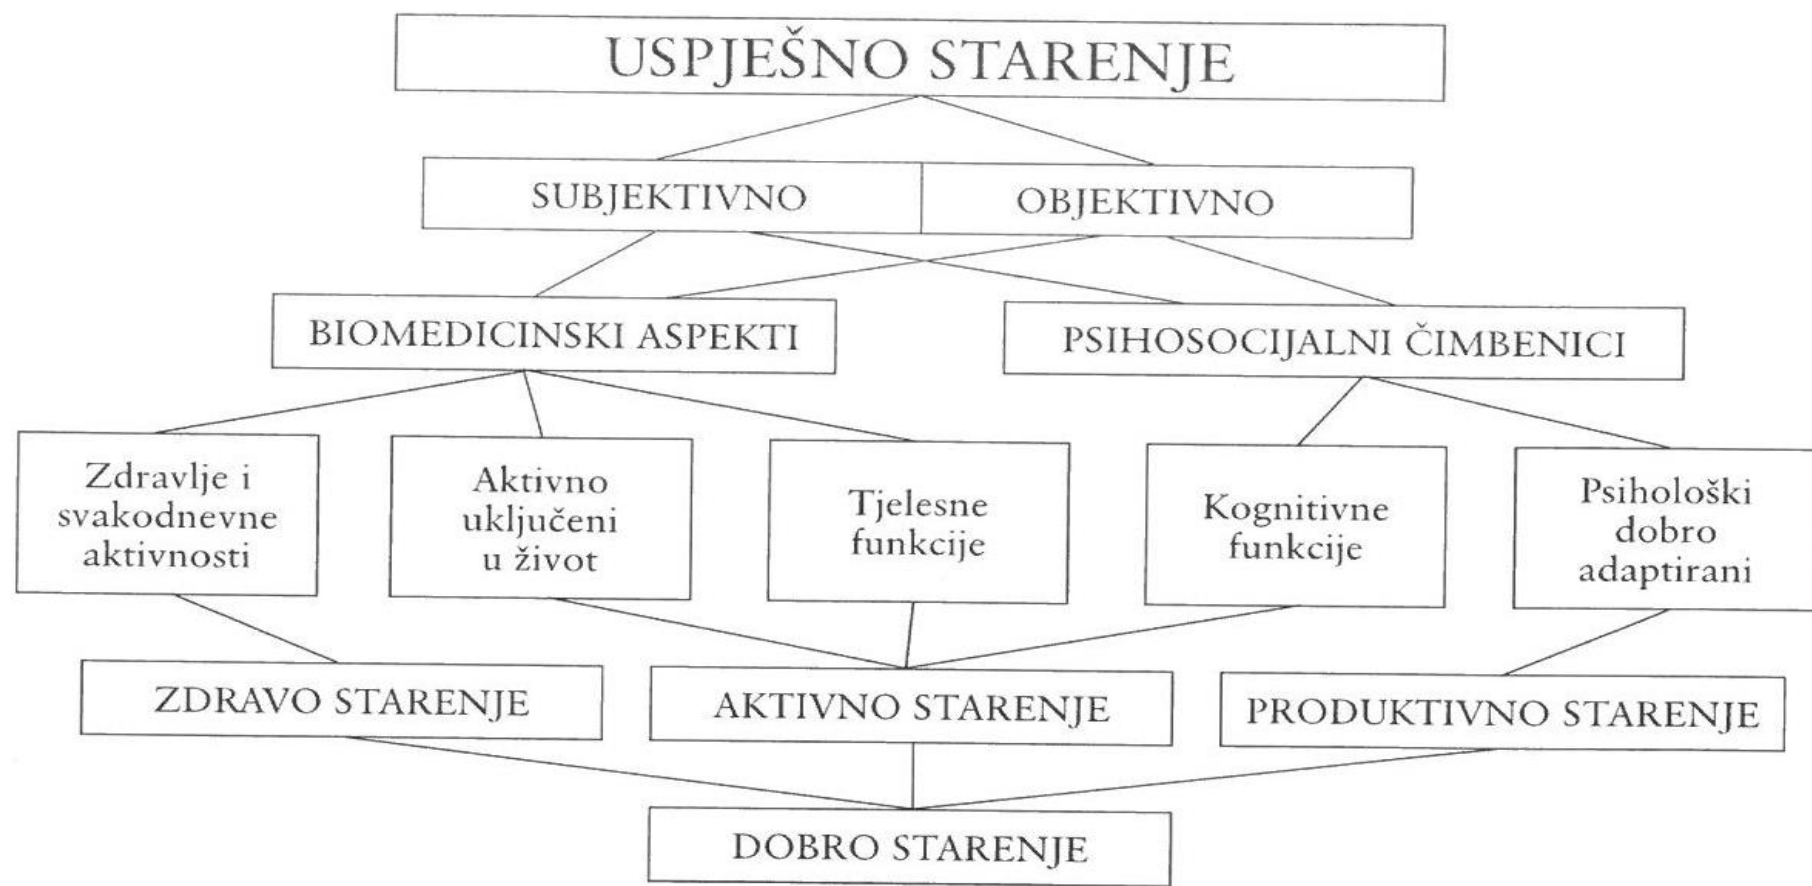 USPJEŠNO STARENJE
SUBJEKTIVNO
OBJEKTIVNO
BIOMEDICINSKI ASPEKTI
PSIHOSOCIJALNI ČIMBENICI
Zdravlje i
svakodnevne
aktivnosti
Aktivno
uključeni
u život
Tjelesne
funkcije
Kognitivne
funkcije
Psihološki
dobro
adaptirani
ZDRAVO STARENJE
AKTIVNO STARENJE
PRODUKTIVNO STARENJE
DOBRO STARENJE